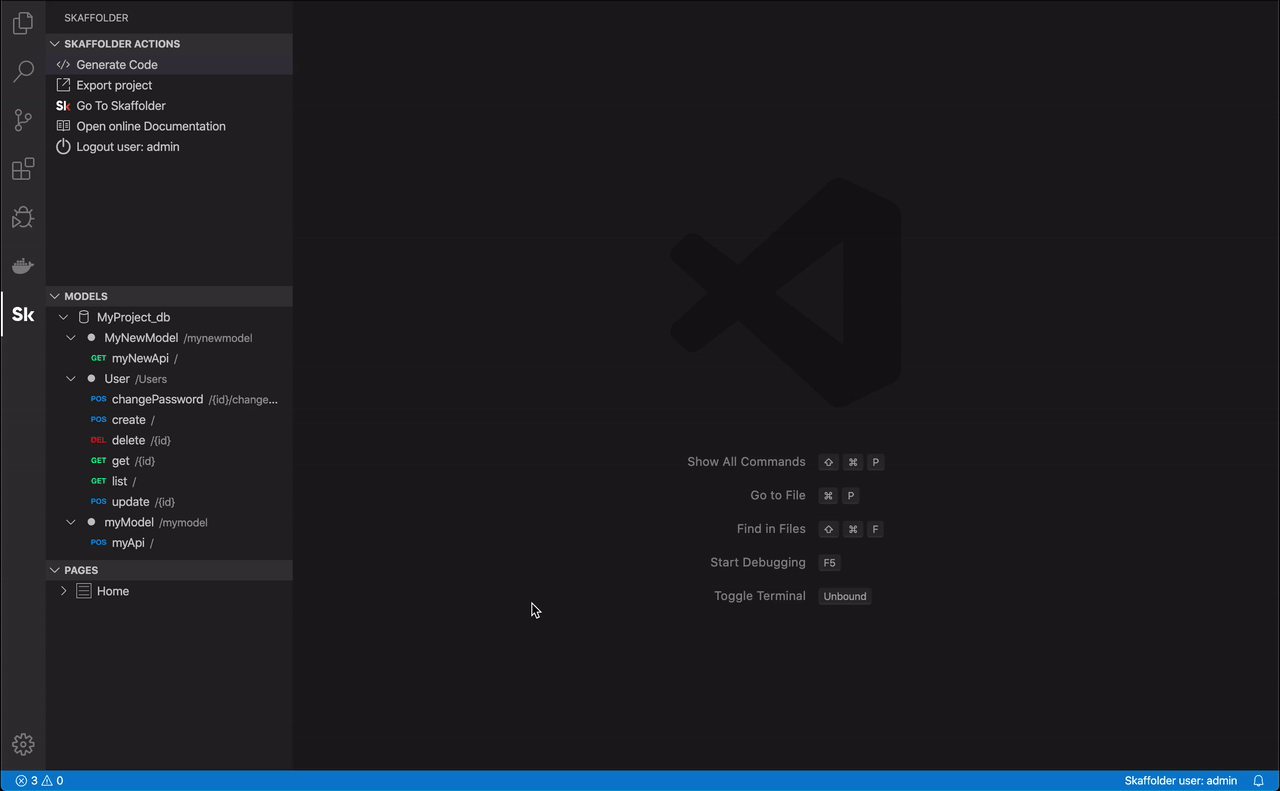 SKAFFOLDER
SKAFFOLDER ACTIONS
Generate Code
Export project
Sk Go To Skaffolder
Open online Documentation
Logout user: admin
MODELS
Sk
MyProject_db
MyNewModel /mynewmodel
GET myNewApi /
User /Users
POS changePassword /{id}/change...
POS create /
DEL delete /{id}
GET get /{id}
GET list /
POS update /{id}
myModel /mymodel
POS myApi /
PAGES
Home
Show All Commands ⇧ ⌘ P
Go to File ⌘ P
Find in Files ⇧ ⌘ F
Start Debugging F5
Toggle Terminal Unbound
3 0
Skaffolder user: admin